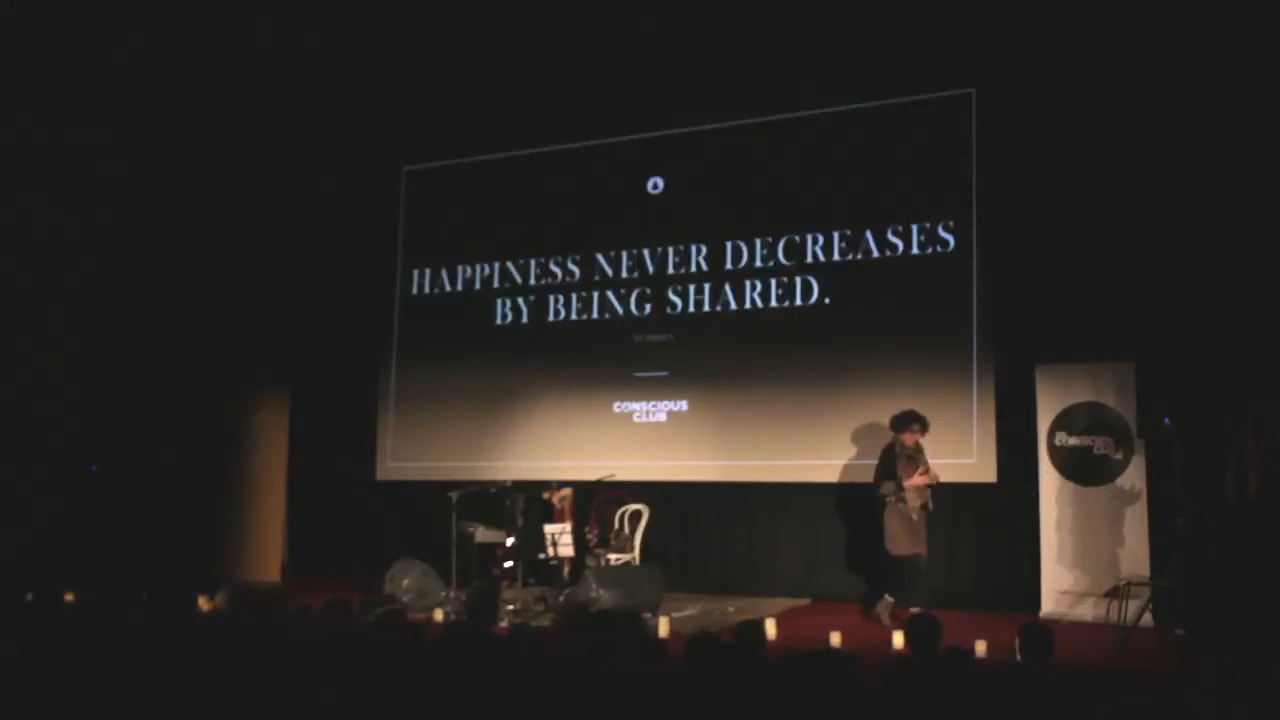 HAPPINESS NEVER DECREASES
BY BEING SHARED.
CONSCIOUS
CLUB